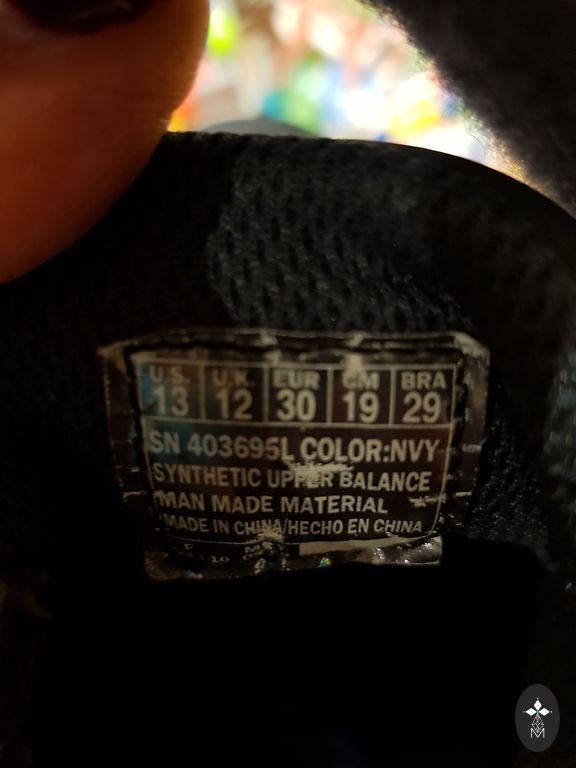 U.S. U.K. EUR CM BRA
13 12 30 19 29
SN 403695L COLOR:NVY
SYNTHETIC UPPER BALANCE
MAN MADE MATERIAL
MADE IN CHINA/HECHO EN CHINA